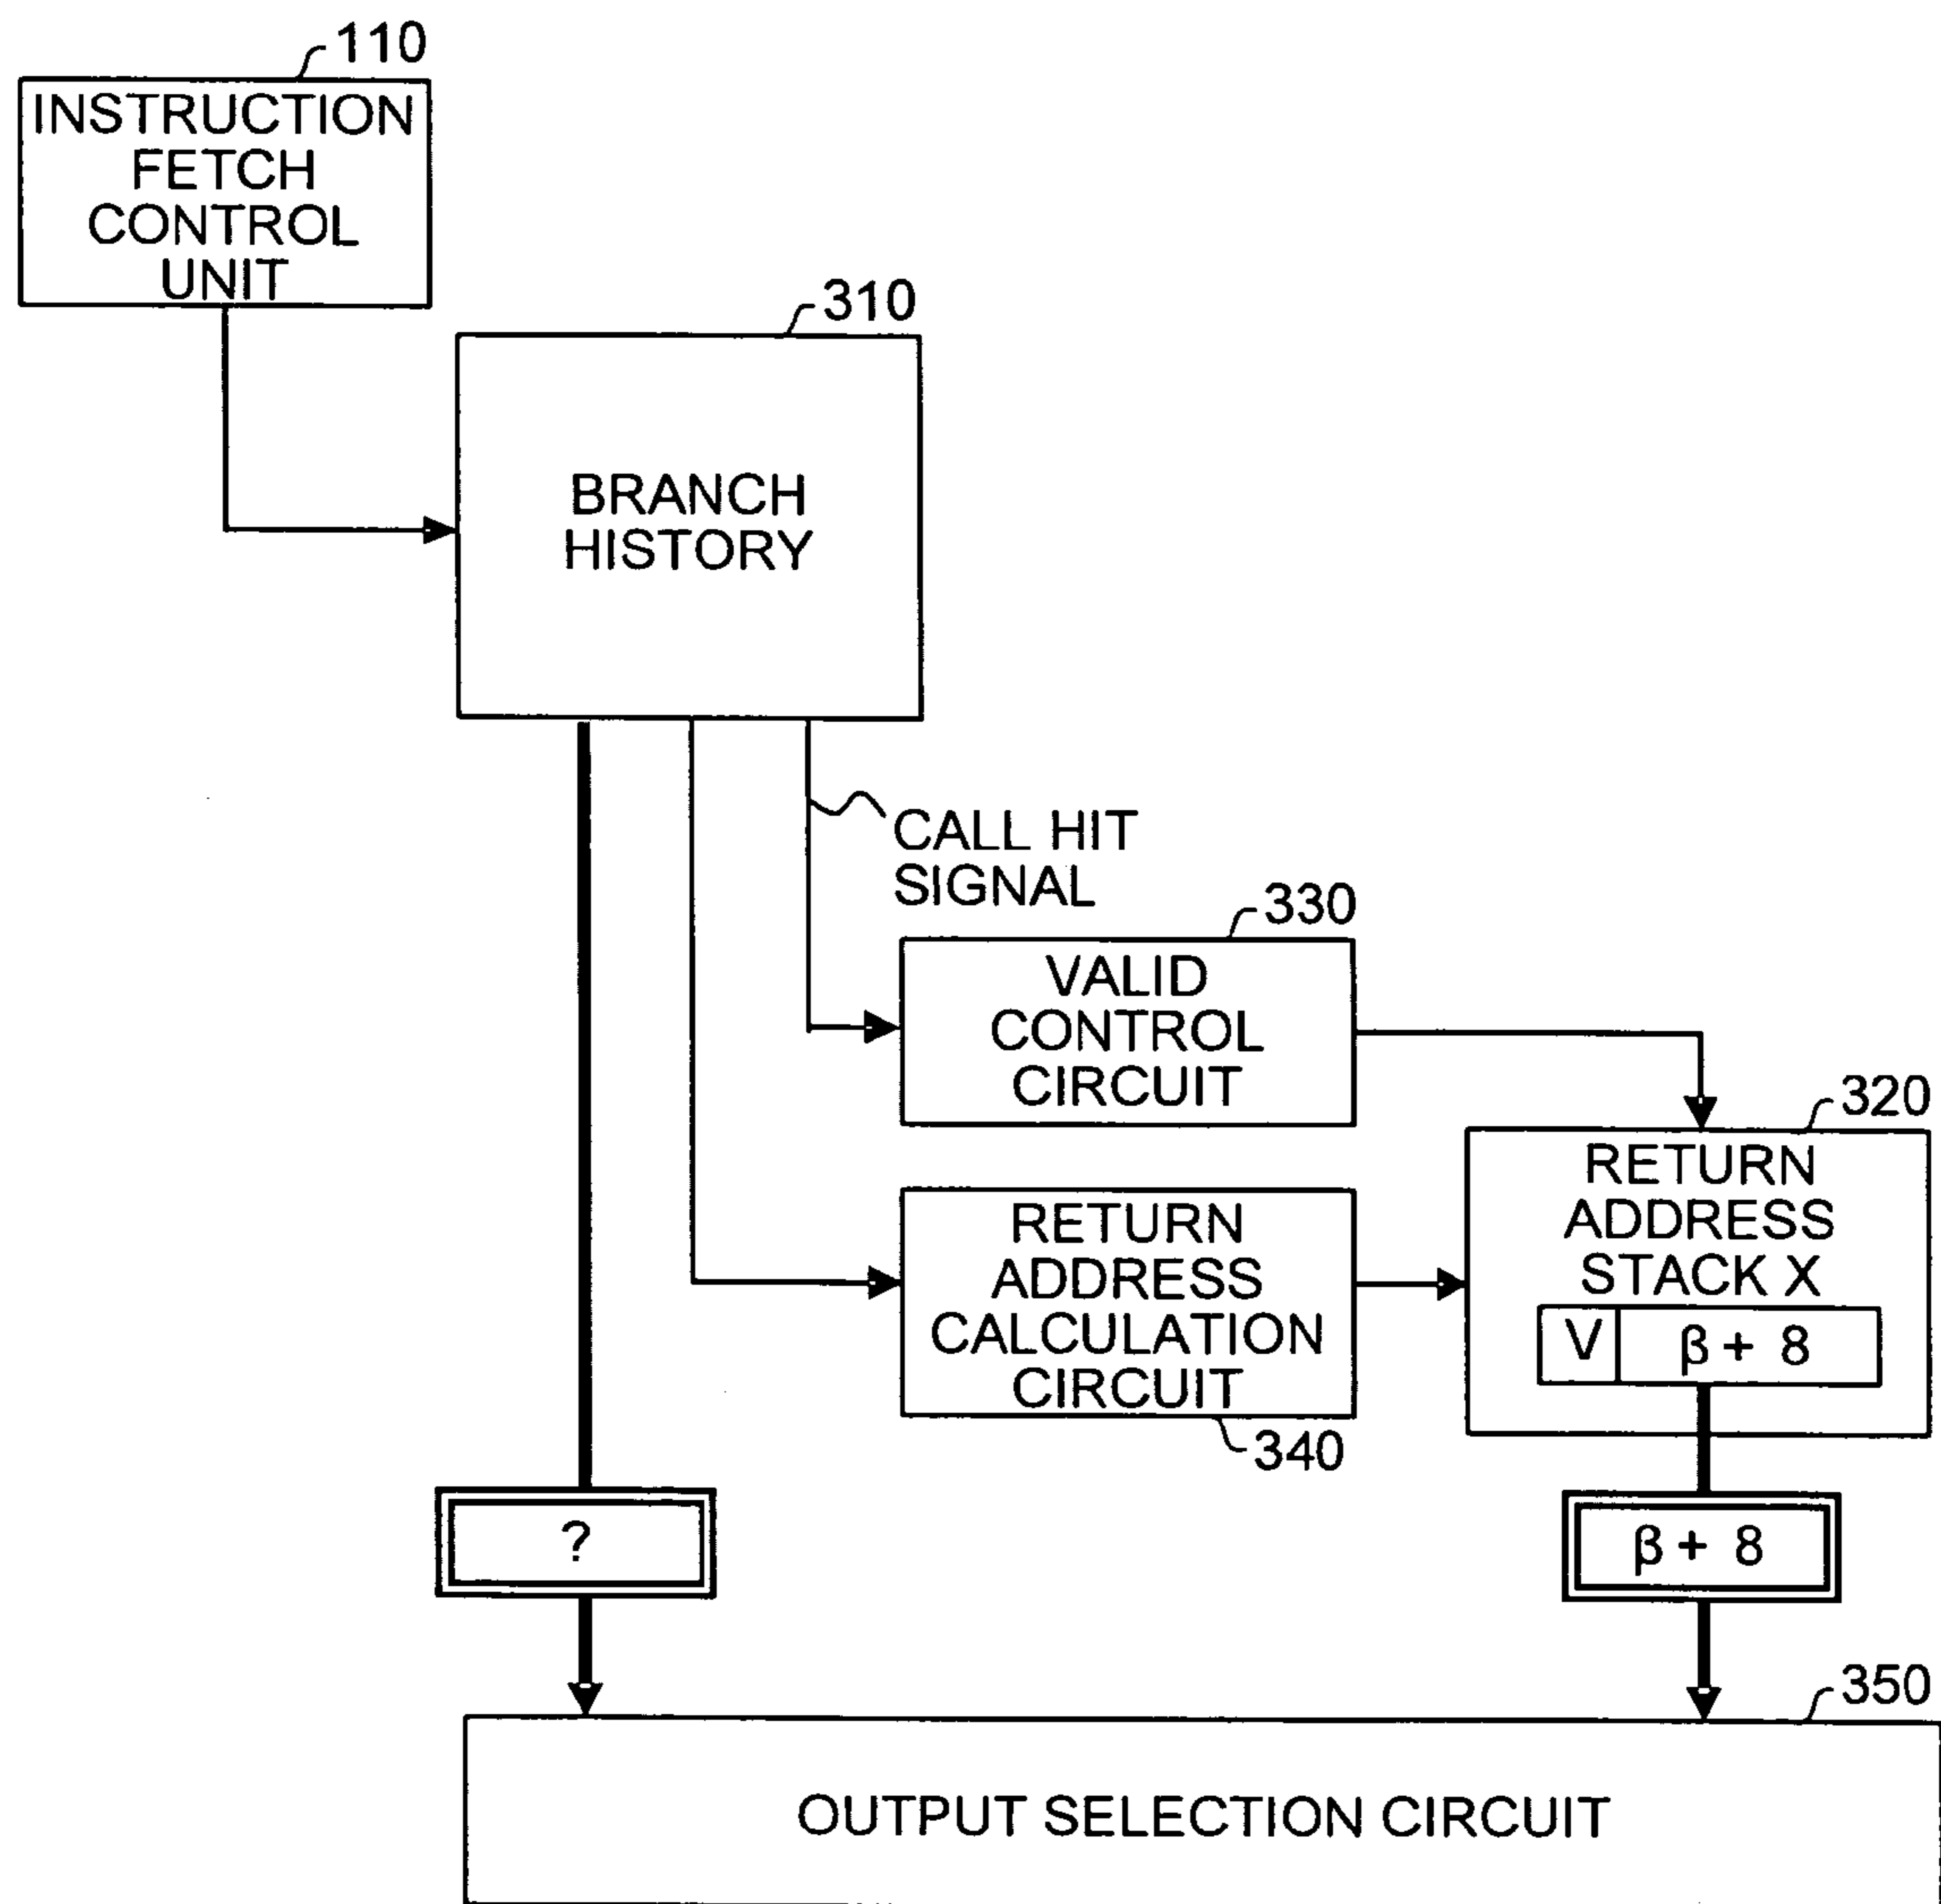 110
INSTRUCTION
FETCH
CONTROL
UNIT
310
BRANCH
HISTORY
CALL HIT
SIGNAL
330
VALID
CONTROL
CIRCUIT
320
RETURN
ADDRESS
STACK X
V β + 8
RETURN
ADDRESS
CALCULATION
CIRCUIT
340
?
β + 8
350
OUTPUT SELECTION CIRCUIT